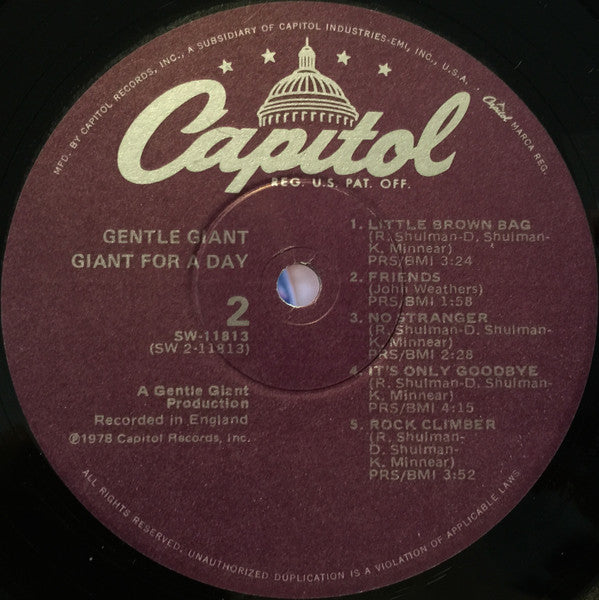 MFD. BY CAPITOL RECORDS, INC., A SUBSIDIARY OF CAPITOL INDUSTRIES-EMI, INC., U.S.A.
Capitol MARCA REG.
Capitol
REG. U.S. PAT. OFF.
GENTLE GIANT
GIANT FOR A DAY
2
SW-11813
(SW 2-11813)
A Gentle Giant
Production
Recorded in England
℗1978 Capitol Records, Inc.
1. LITTLE BROWN BAG
(R. Shulman-D. Shulman-
K. Minnear)
PRS/BMI 3:24
2. FRIENDS
(John Weathers)
PRS/BMI 1:58
3. NO STRANGER
(R. Shulman-D. Shulman-
K. Minnear)
PRS/BMI 2:28
4. IT'S ONLY GOODBYE
(R. Shulman-D. Shulman-
K. Minnear)
PRS/BMI 4:15
5. ROCK CLIMBER
(R. Shulman-
D. Shulman-
K. Minnear)
PRS/BMI 3:52
ALL RIGHTS RESERVED. UNAUTHORIZED DUPLICATION IS A VIOLATION OF APPLICABLE LAWS